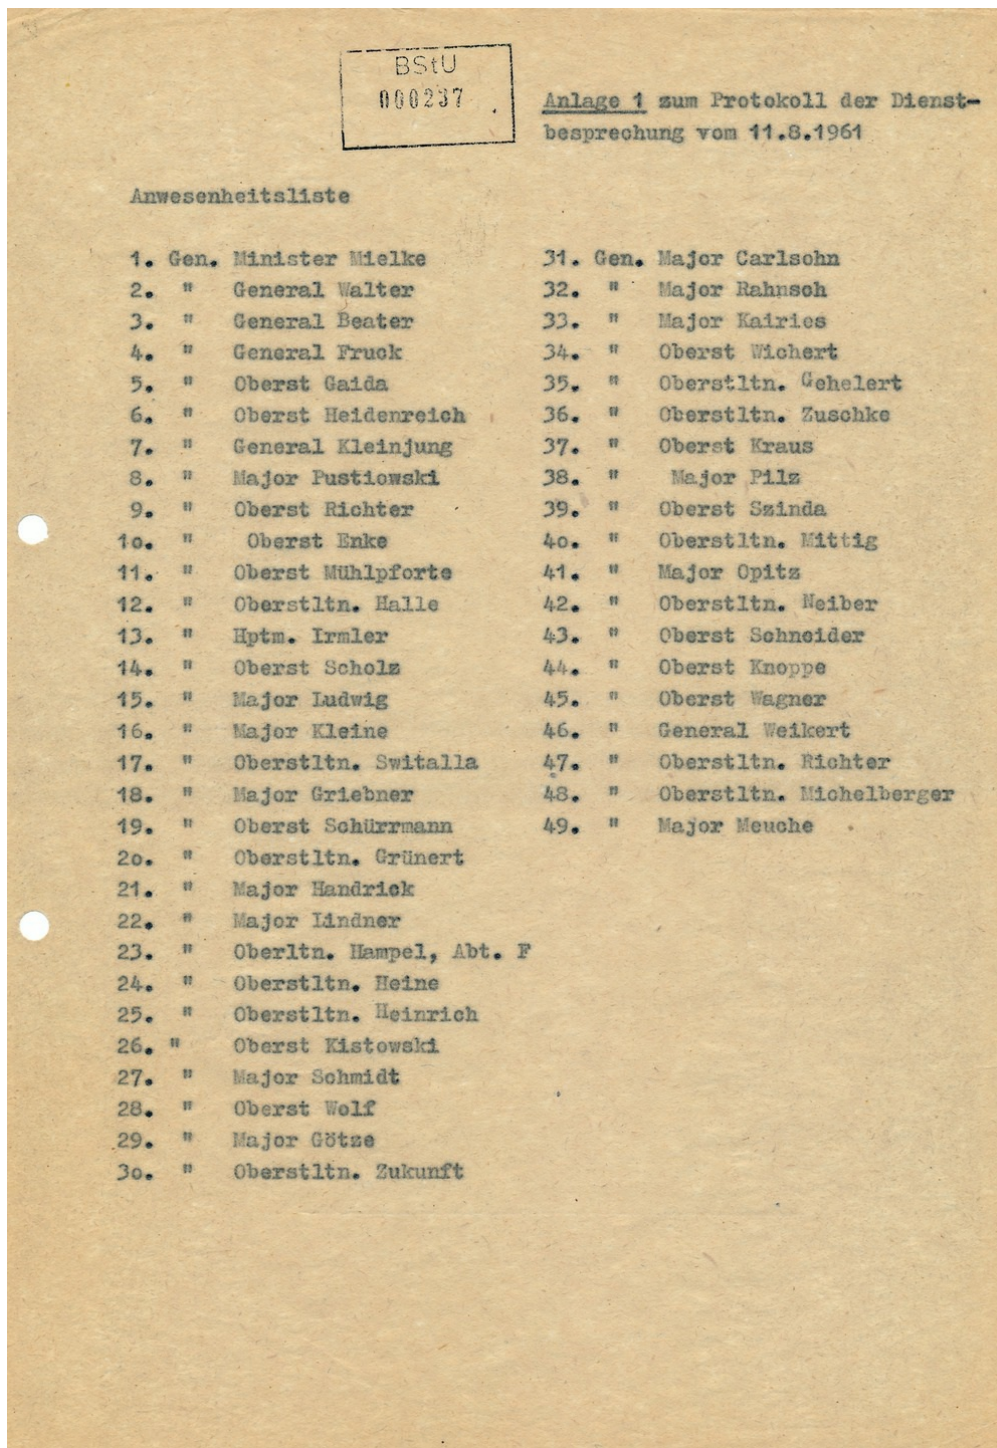 BStU
000237
Anlage 1 zum Protokoll der Dienst-
besprechung vom 11.8.1961
Anwesenheitsliste
1. Gen. Minister Mielke
2. " General Walter
3. " General Beater
4. " General Fruck
5. " Oberst Gaida
6. " Oberst Heidenreich
7. " General Kleinjung
8. " Major Pustiowski
9. " Oberst Richter
1o. " Oberst Enke
11. " Oberst Mühlpforte
12. " Oberstltn. Halle
13. " Hptm. Irmler
14. " Oberst Scholz
15. " Major Ludwig
16. " Major Kleine
17. " Oberstltn. Switalla
18. " Major Griebner
19. " Oberst Schürrmann
2o. " Oberstltn. Grünert
21. " Major Handrick
22. " Major Lindner
23. " Oberltn. Hampel, Abt. F
24. " Oberstltn. Heine
25. " Oberstltn. Heinrich
26. " Oberst Kistowski
27. " Major Schmidt
28. " Oberst Wolf
29. " Major Götze
3o. " Oberstltn. Zukunft
31. Gen. Major Carlsohn
32. " Major Rahnsch
33. " Major Kairies
34. " Oberst Wichert
35. " Oberstltn. Gehelert
36. " Oberstltn. Zuschke
37. " Oberst Kraus
38. " Major Pilz
39. " Oberst Szinda
4o. " Oberstltn. Mittig
41. " Major Opitz
42. " Oberstltn. Neiber
43. " Oberst Schneider
44. " Oberst Knoppe
45. " Oberst Wagner
46. " General Weikert
47. " Oberstltn. Richter
48. " Oberstltn. Michelberger
49. " Major Meuche